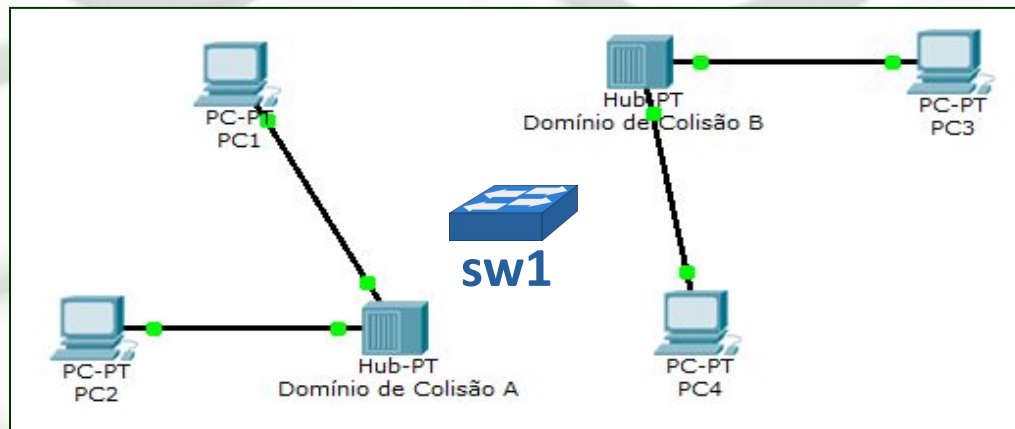 PC-PT
PC1
Hub-PT
Domínio de Colisão B
PC-PT
PC3
sw1
PC-PT
PC2
Hub-PT
Domínio de Colisão A
PC-PT
PC4